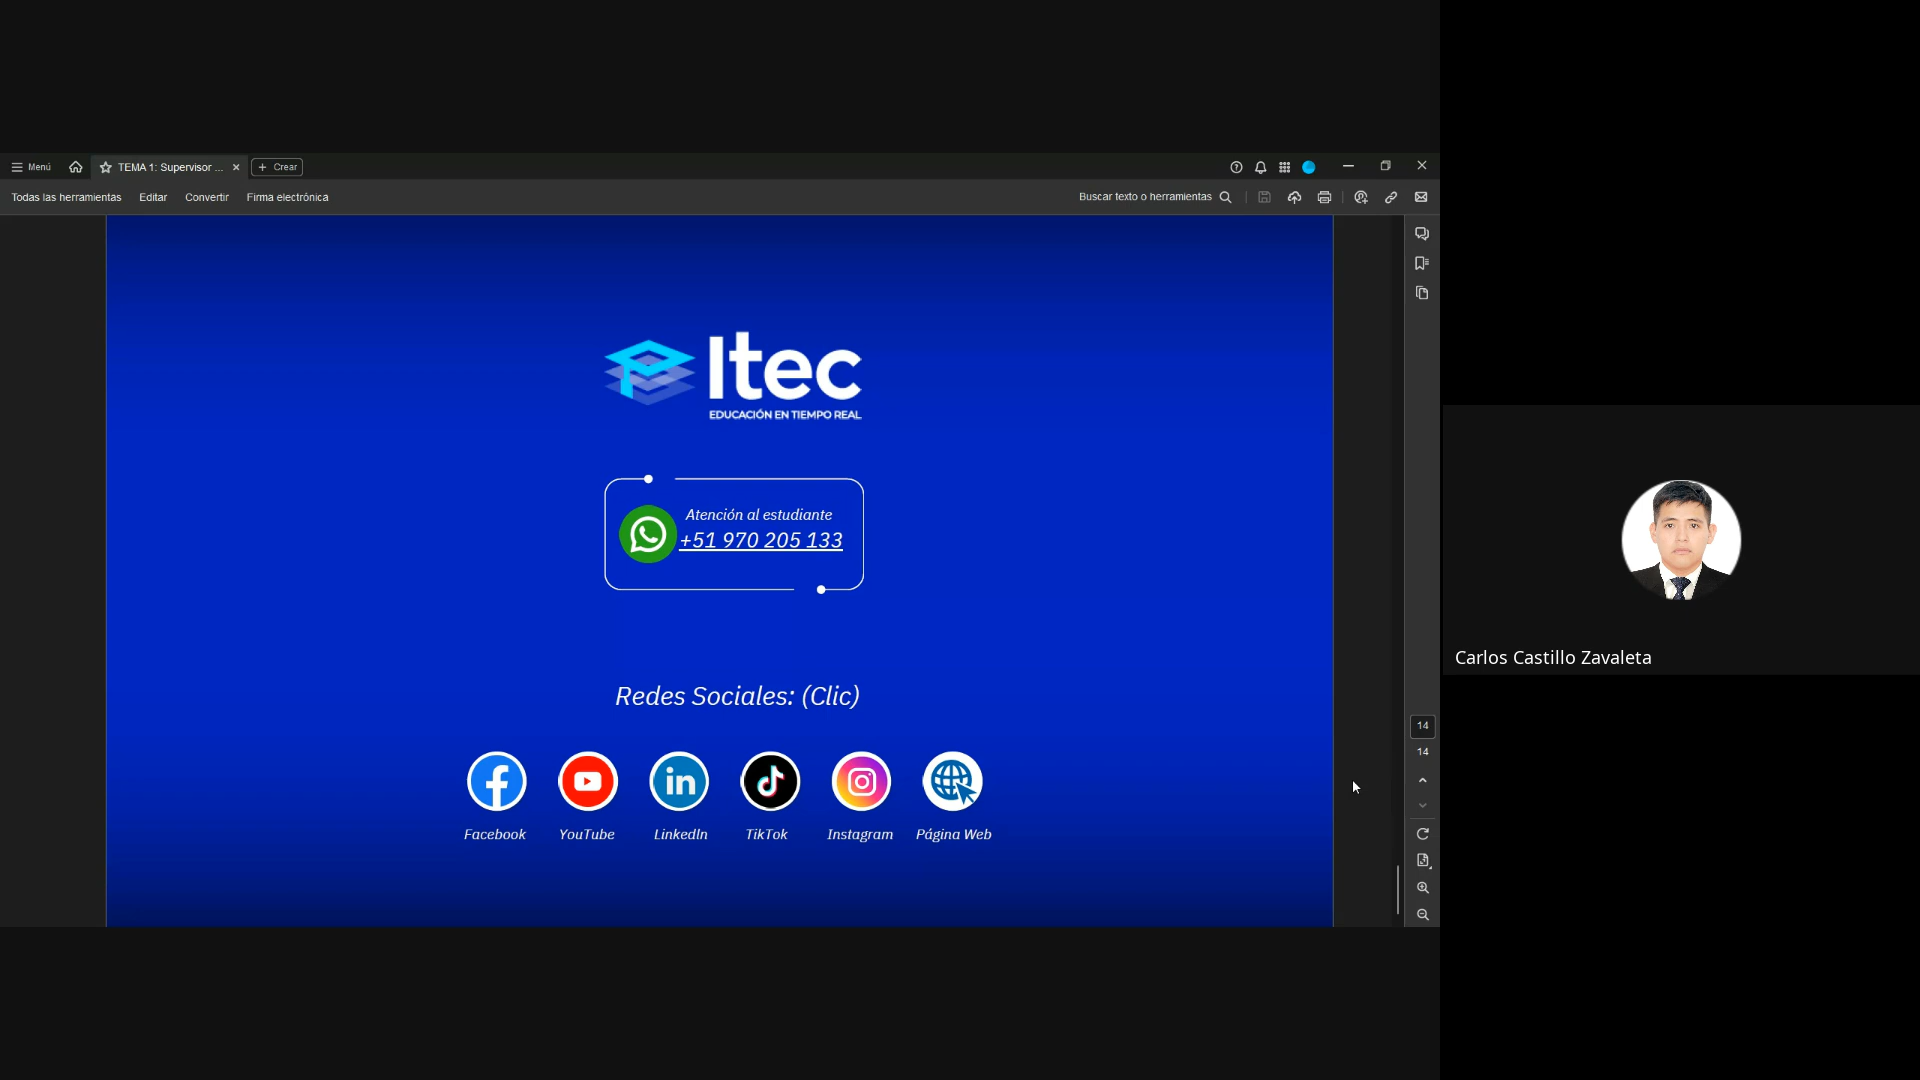 Menú
TEMA 1: Supervisor ...
Crear
Todas las herramientas
Editar
Convertir
Firma electrónica
Buscar texto o herramientas
Itec
EDUCACIÓN EN TIEMPO REAL
Atención al estudiante
+51 970 205 133
Redes Sociales: (Clic)
Facebook
YouTube
LinkedIn
TikTok
Instagram
Página Web
14
14
Carlos Castillo Zavaleta